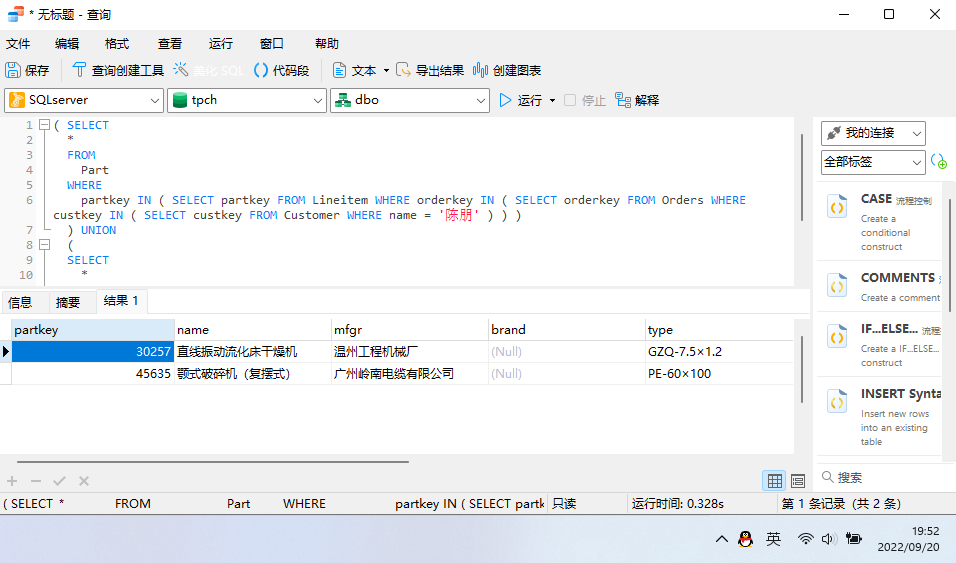 * 无标题 - 查询
文件 编辑 格式 查看 运行 窗口 帮助
保存 查询创建工具 美化 SQL 代码段 文本 导出结果 创建图表
SQLserver tpch dbo 运行 停止 解释
1 ( SELECT
2 *
3 FROM
4 Part
5 WHERE
6 partkey IN ( SELECT partkey FROM Lineitem WHERE orderkey IN ( SELECT orderkey FROM Orders WHERE
custkey IN ( SELECT custkey FROM Customer WHERE name = '陈朋' ) ) )
7 ) UNION
8 (
9 SELECT
10 *
信息 摘要 结果 1
partkey name mfgr brand type
30257 直线振动流化床干燥机 温州工程机械厂 (Null) GZQ-7.5×1.2
45635 颚式破碎机（复摆式） 广州岭南电缆有限公司 (Null) PE-60×100
我的连接
全部标签
CASE 流程控制
Create a
conditional
construct
COMMENTS
Create a comment
IF...ELSE... 流程
Create a IF...ELSE...
construct
INSERT Synta
Insert new rows
into an existing
table
搜索
( SELECT * FROM Part WHERE partkey IN ( SELECT partk 只读 运行时间: 0.328s 第 1 条记录 (共 2 条)
英
19:52
2022/09/20